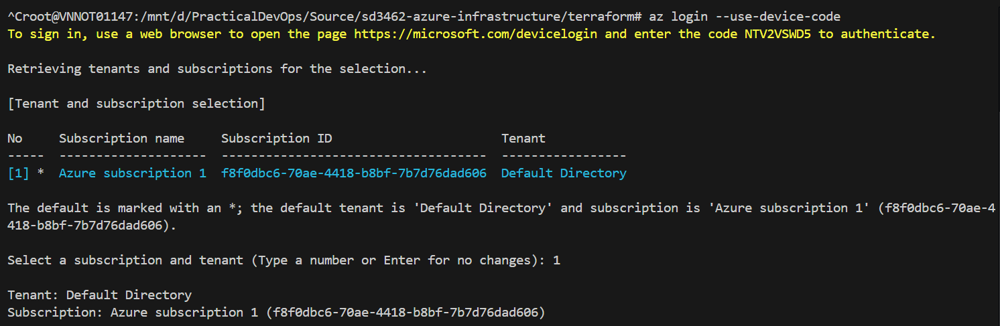 ^Croot@VNNOT01147:/mnt/d/PracticalDevOps/Source/sd3462-azure-infrastructure/terraform# az login --use-device-code
To sign in, use a web browser to open the page https://microsoft.com/devicelogin and enter the code NTV2VSWD5 to authenticate.
Retrieving tenants and subscriptions for the selection...
[Tenant and subscription selection]
No     Subscription name     Subscription ID                       Tenant
-----  --------------------  ------------------------------------  -----------------
[1] *  Azure subscription 1  f8f0dbc6-70ae-4418-b8bf-7b7d76dad606  Default Directory
The default is marked with an *; the default tenant is 'Default Directory' and subscription is 'Azure subscription 1' (f8f0dbc6-70ae-4
418-b8bf-7b7d76dad606).
Select a subscription and tenant (Type a number or Enter for no changes): 1
Tenant: Default Directory
Subscription: Azure subscription 1 (f8f0dbc6-70ae-4418-b8bf-7b7d76dad606)